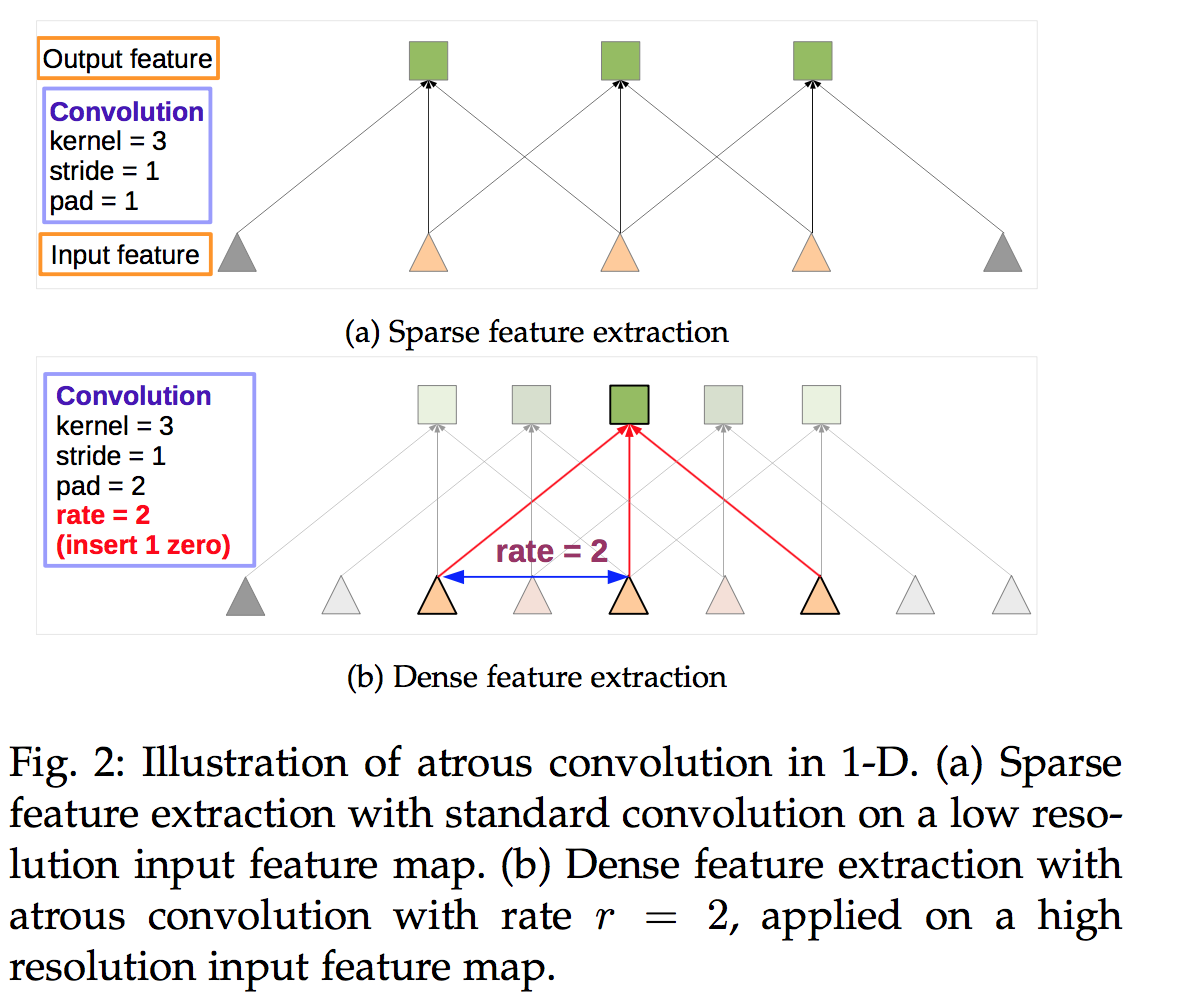 Output feature
Convolution
kernel = 3
stride = 1
pad = 1
Input feature
(a) Sparse feature extraction
Convolution
kernel = 3
stride = 1
pad = 2
rate = 2
(insert 1 zero)
rate = 2
(b) Dense feature extraction
Fig. 2: Illustration of atrous convolution in 1-D. (a) Sparse
feature extraction with standard convolution on a low reso-
lution input feature map. (b) Dense feature extraction with
atrous convolution with rate r = 2, applied on a high
resolution input feature map.